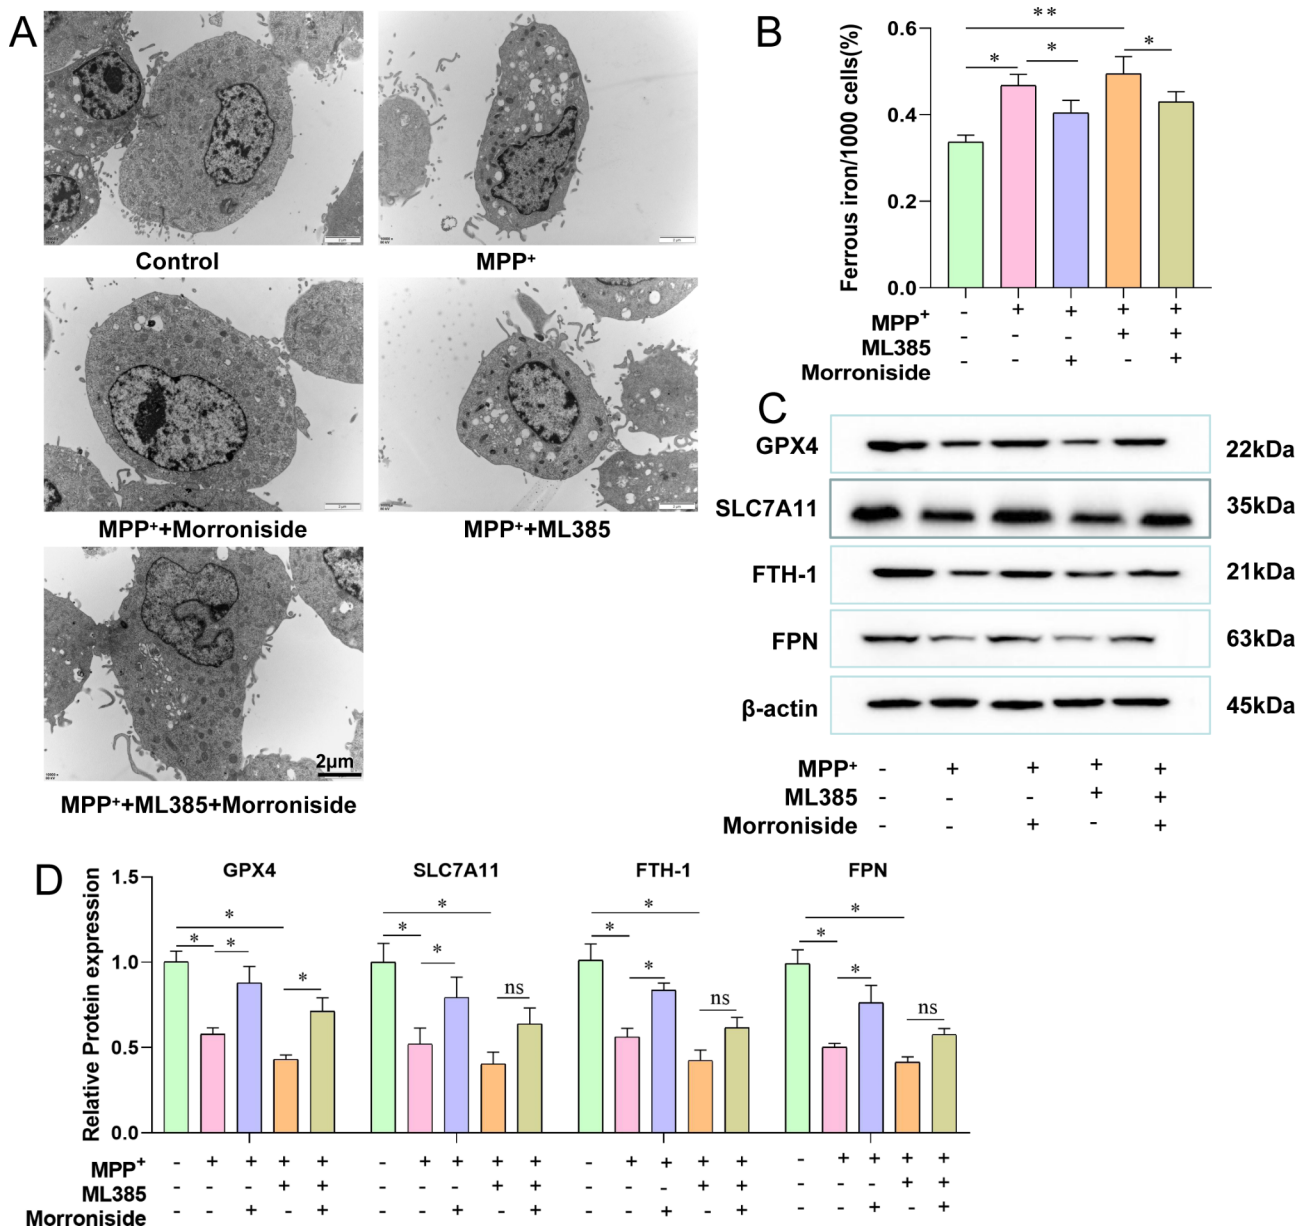 A
Control
MPP⁺
MPP⁺+Morroniside
MPP⁺+ML385
2μm
MPP⁺+ML385+Morroniside
B
Ferrous iron/1000 cells(%)
0.6
0.4
0.2
0.0
**
* * *
MPP⁺ - + + + +
ML385 - - - + +
Morroniside - - + - +
C
GPX4 22kDa
SLC7A11 35kDa
FTH-1 21kDa
FPN 63kDa
β-actin 45kDa
MPP⁺ - + + + +
ML385 - - - + +
Morroniside - - + - +
D
Relative Protein expression
1.5
1.0
0.5
0.0
GPX4 SLC7A11 FTH-1 FPN
* * * *
* * * ns
* * * ns
* * * ns
MPP⁺ - + + + + - + + + + - + + + + - + + + +
ML385 - - - + + - - - + + - - - + + - - - + +
Morroniside - - + - + - - + - + - - + - + - - + - +